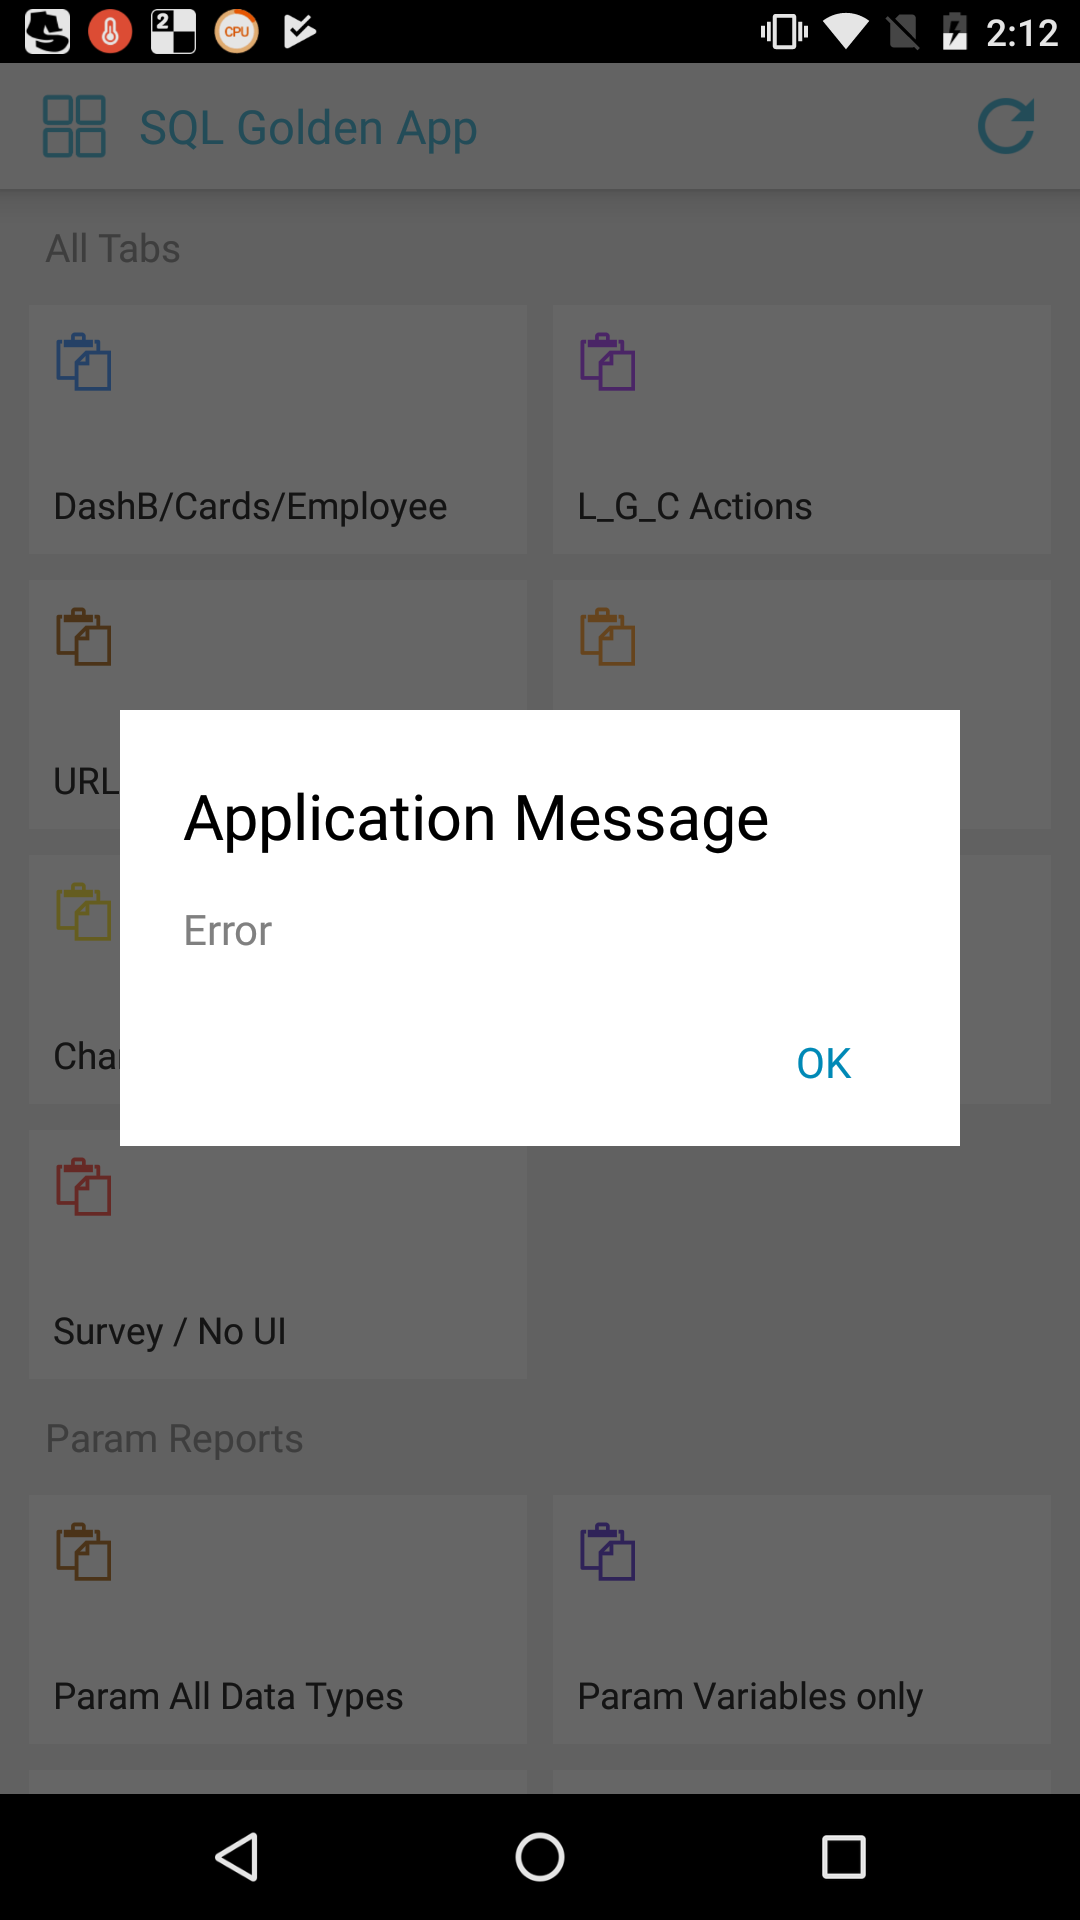 2 CPU 2:12
SQL Golden App
All Tabs
DashB/Cards/Employee L_G_C Actions
URL
Application Message
Error
Cha
OK
Survey / No UI
Param Reports
Param All Data Types Param Variables only